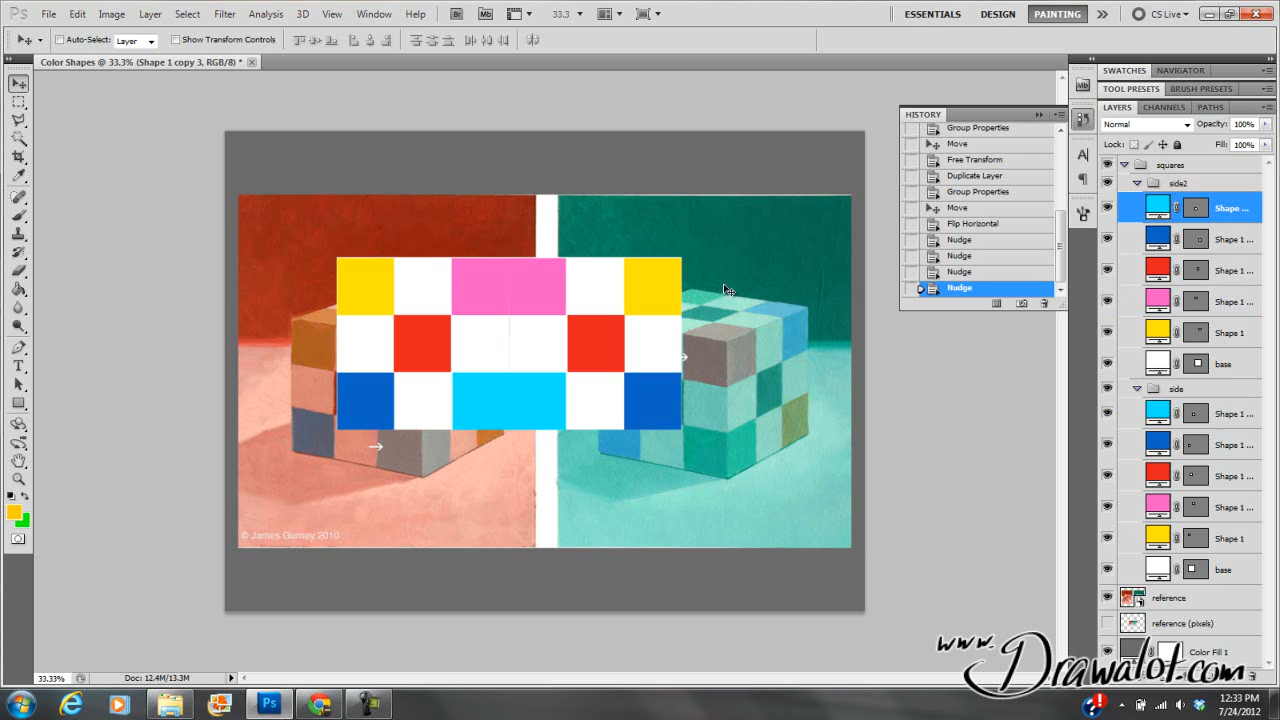 Ps File Edit Image Layer Select Filter Analysis 3D View Window Help Br Mb 33.3 ESSENTIALS DESIGN PAINTING CS Live
Auto-Select: Layer Show Transform Controls
Color Shapes @ 33.3% (Shape 1 copy 3, RGB/8) *
SWATCHES NAVIGATOR
TOOL PRESETS BRUSH PRESETS
LAYERS CHANNELS PATHS
Normal Opacity: 100%
Lock: Fill: 100%
HISTORY
Group Properties
Move
Free Transform
Duplicate Layer
Group Properties
Move
Flip Horizontal
Nudge
Nudge
Nudge
Nudge
Mb
squares
side2
Shape ...
Shape 1 ...
Shape 1 ...
Shape 1 ...
Shape 1
base
side
Shape 1 ...
Shape 1 ...
Shape 1 ...
Shape 1 ...
Shape 1
base
reference
reference (pixels)
Color Fill 1
© James Gurney 2010
33.33% Doc: 12.4M/13.3M
www.
Drawalot.com
Ps
12:33 PM
7/24/2012